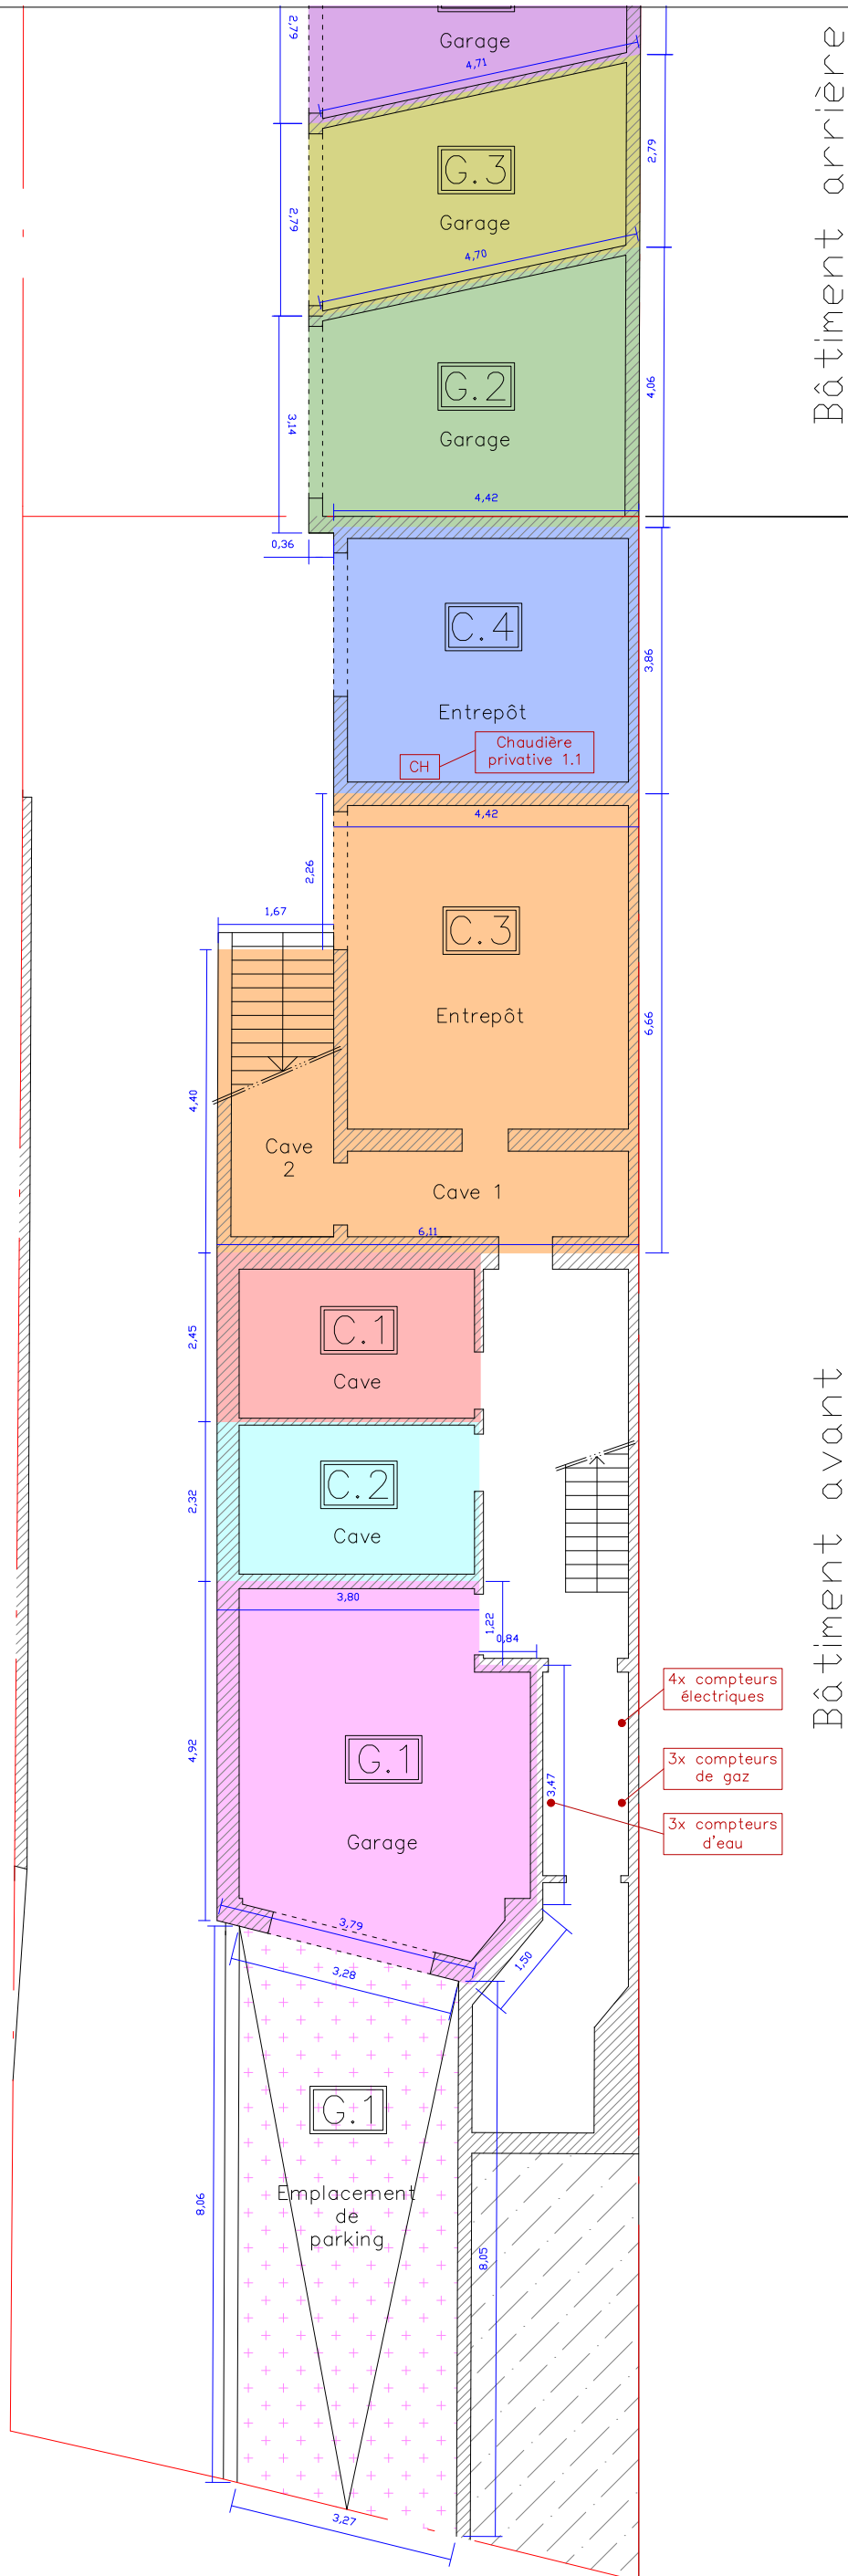 2,79
Garage
4,71
Bâtiment arrière
G.3
2,79
2,79
Garage
4,70
G.2
4,06
3,14
Garage
4,42
0,36
C.4
3,86
Entrepôt
Chaudière
privative 1.1
CH
4,42
2,26
1,67
C.3
Entrepôt
6,66
4,40
Cave
2
Cave 1
6,11
C.1
2,45
Cave
C.2
2,32
Cave
3,80
1,22
0,84
Bâtiment avant
4x compteurs
électriques
G.1
4,92
3,47
3x compteurs
de gaz
Garage
3x compteurs
d'eau
3,79
3,28
1,50
G.1
Emplacement
de
parking
8,06
8,05
3,27